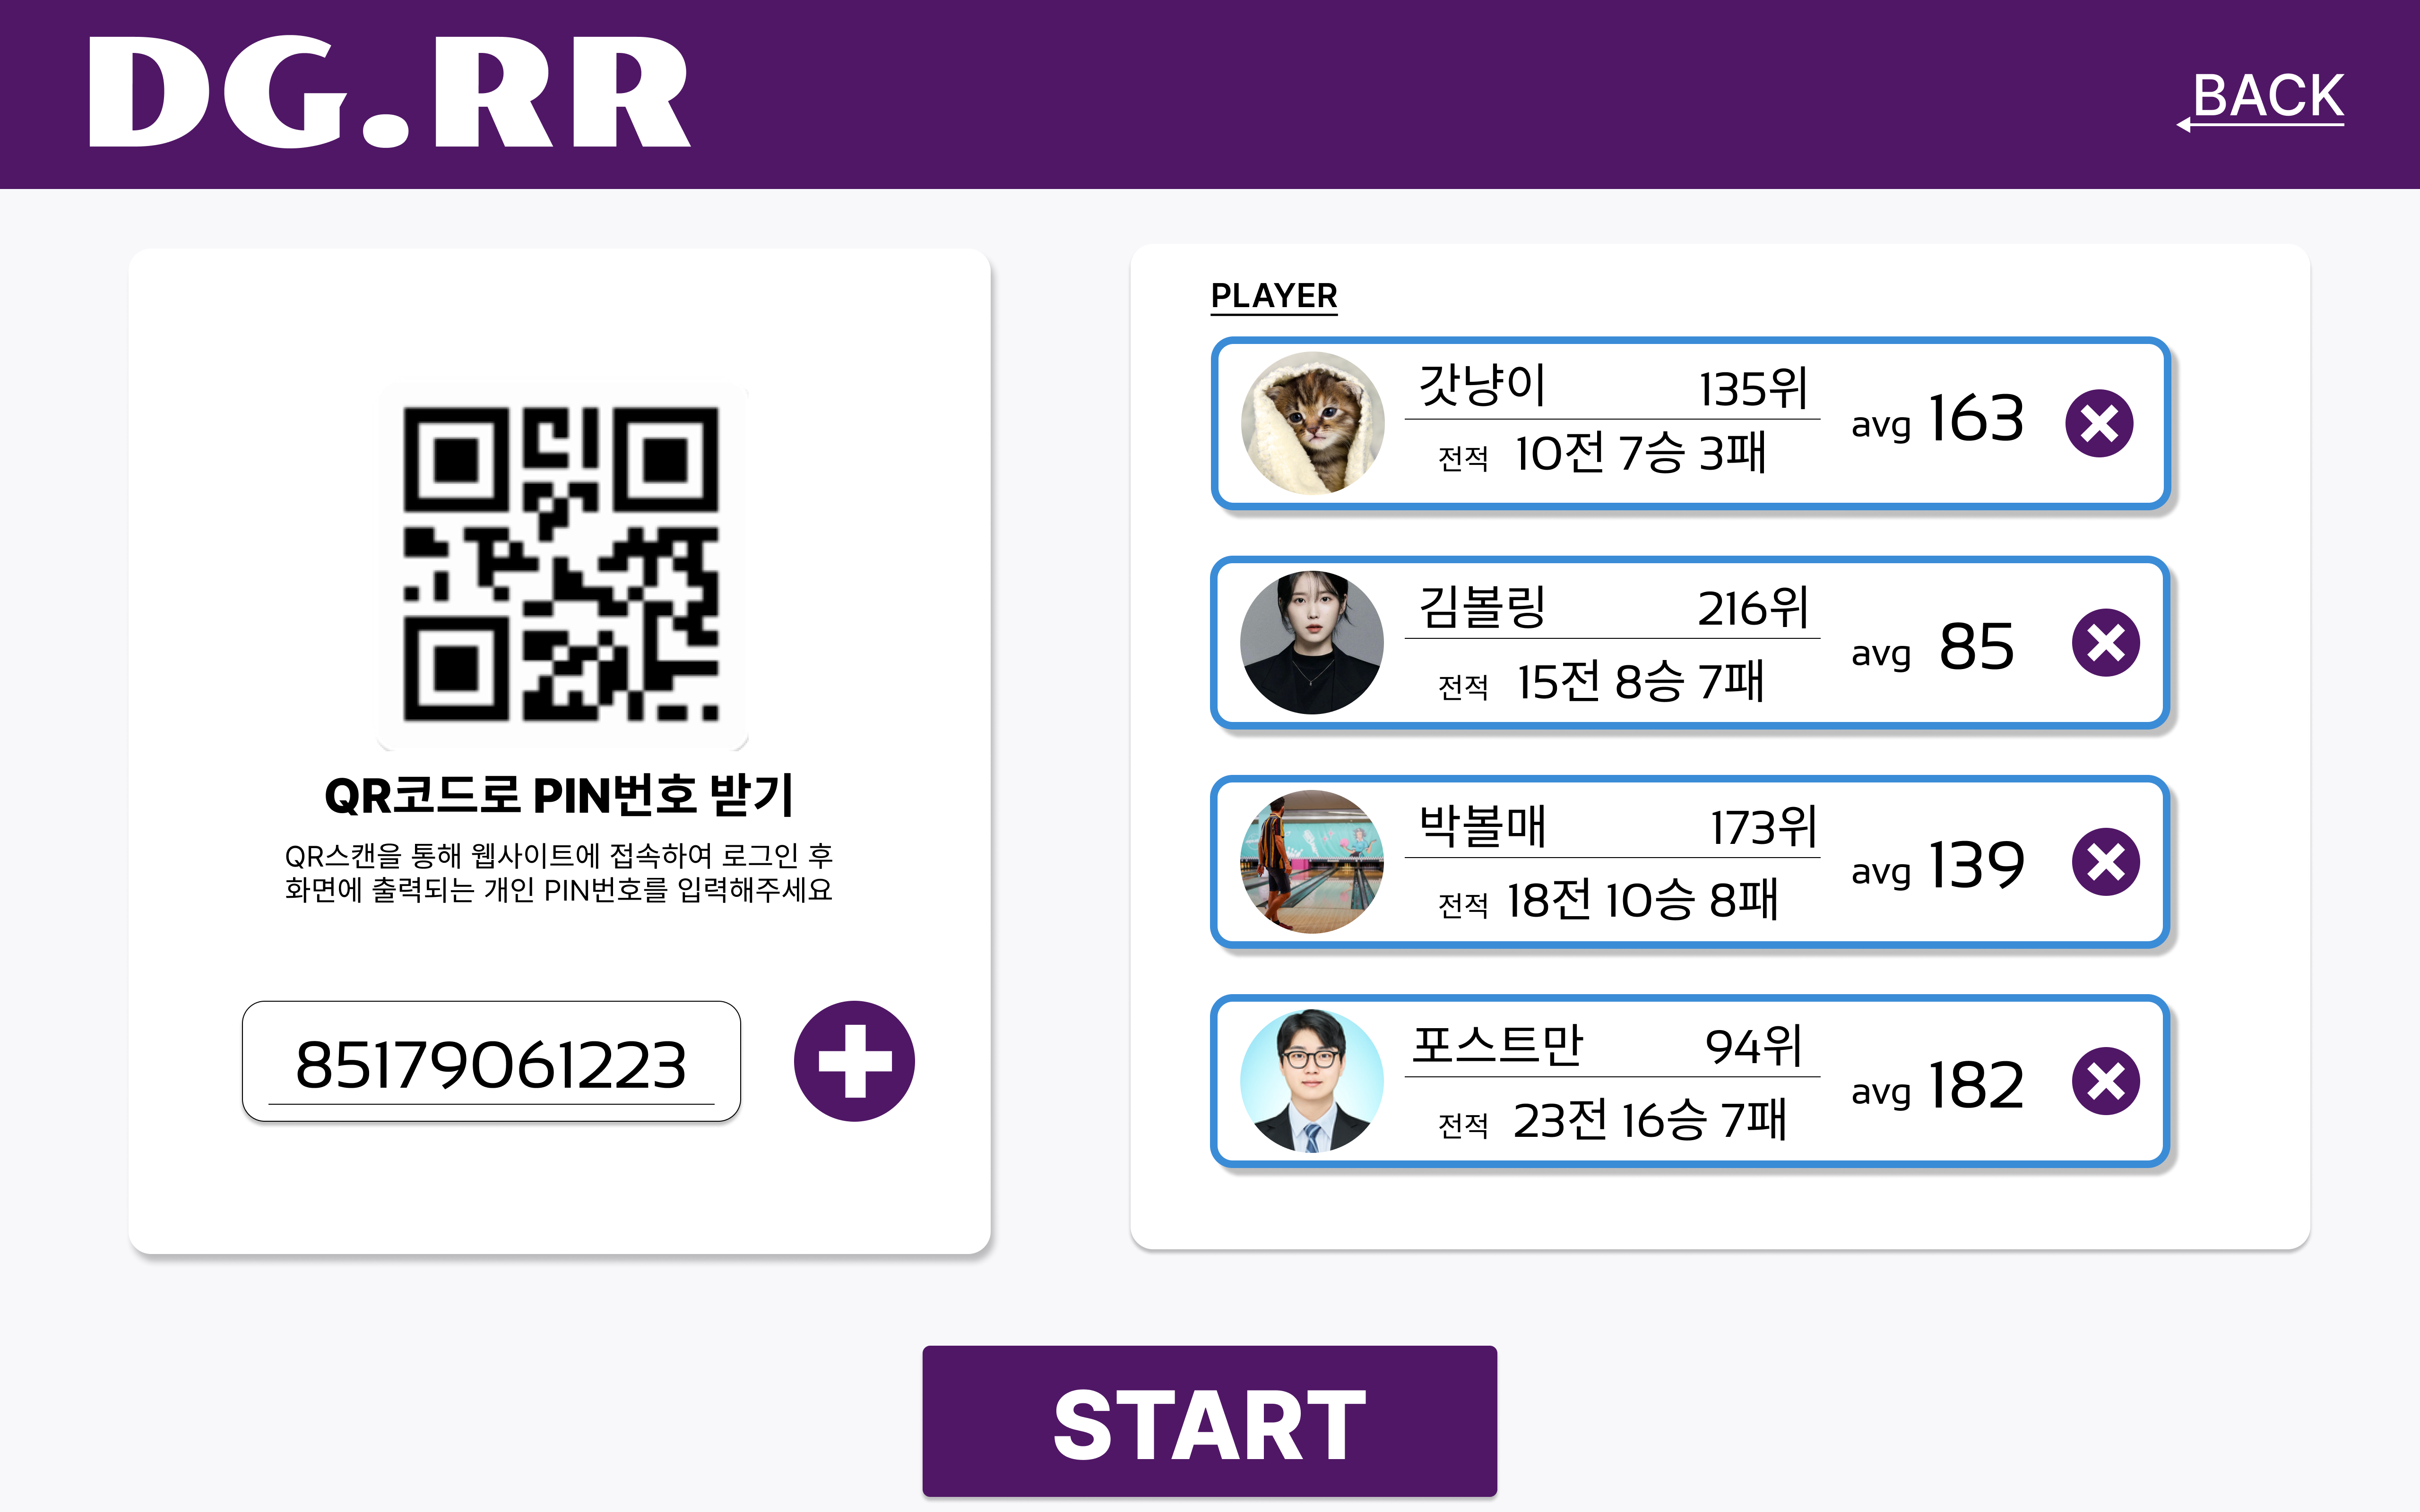 DG.RR
BACK
QR코드로 PIN번호 받기
QR스캔을 통해 웹사이트에 접속하여 로그인 후
화면에 출력되는 개인 PIN번호를 입력해주세요
85179061223
PLAYER
갓냥이 135위
전적 10전 7승 3패
avg 163
김볼링 216위
전적 15전 8승 7패
avg 85
박볼매 173위
전적 18전 10승 8패
avg 139
포스트만 94위
전적 23전 16승 7패
avg 182
START